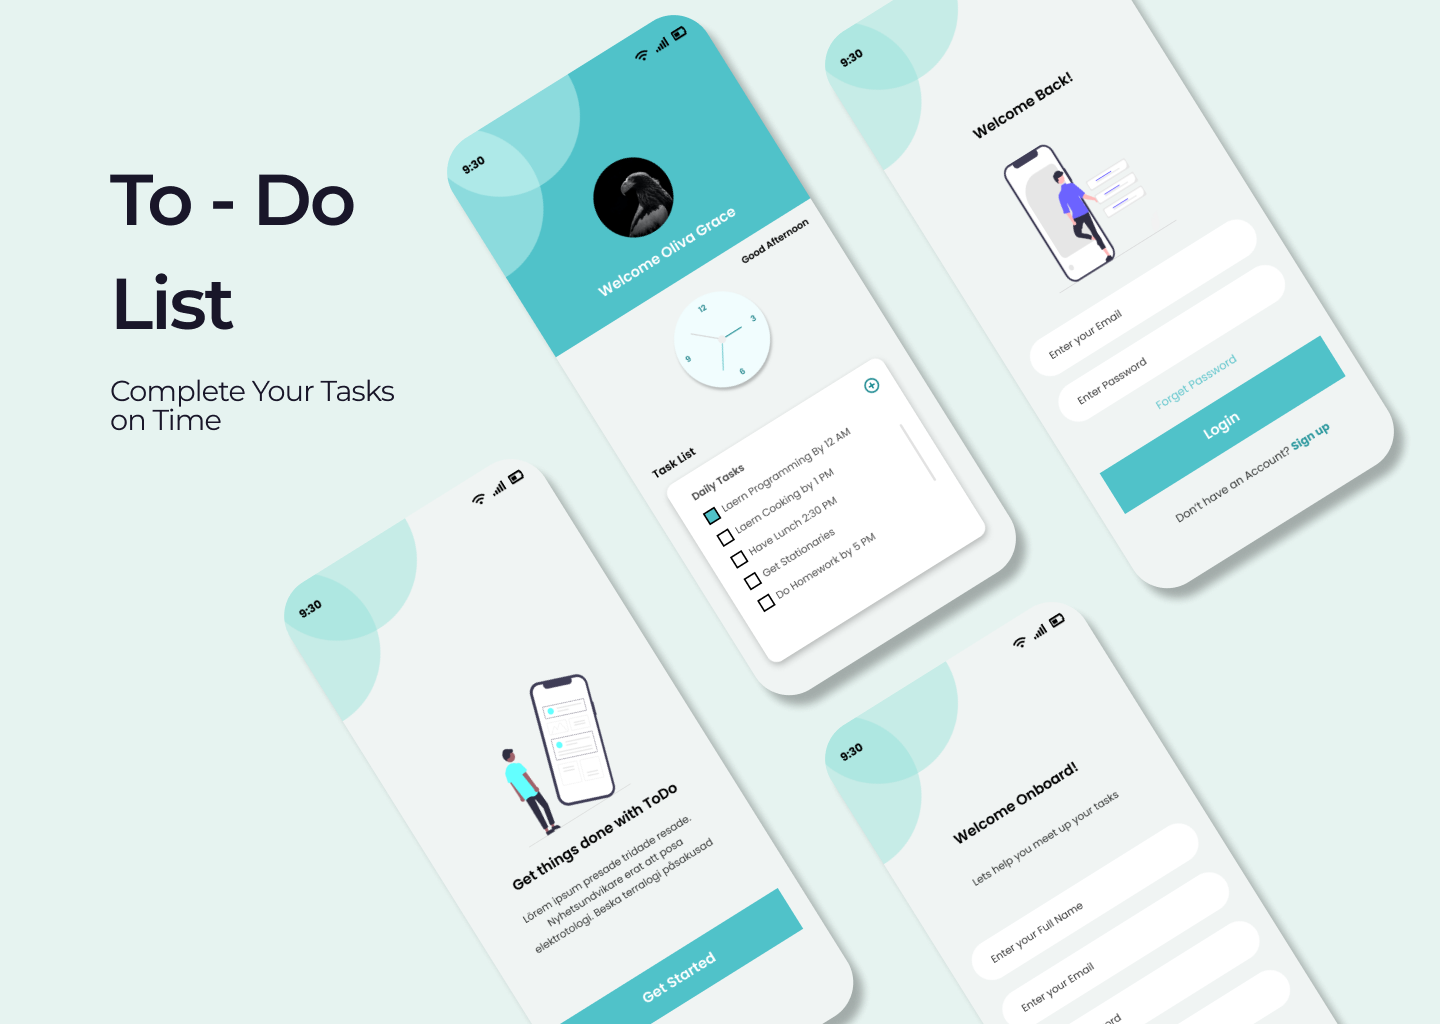 To - Do
List
Complete Your Tasks
on Time
9:30
Welcome Oliva Grace
Good Afternoon
12
3
6
9
Task List
Daily Tasks
Laern Programming By 12 AM
Laern Cooking by 1 PM
Have Lunch 2:30 PM
Get Stationaries
Do Homework by 5 PM
9:30
Welcome Back!
Enter your Email
Enter Password
Forget Password
Login
Don't have an Account? Sign up
9:30
Get things done with ToDo
Lórem ipsum presade tridade resade.
Nyhetsundvikare erat att posa
elektrotologi. Beska terralogi påsakusad
Get Started
9:30
Welcome Onboard!
Lets help you meet up your tasks
Enter your Full Name
Enter your Email